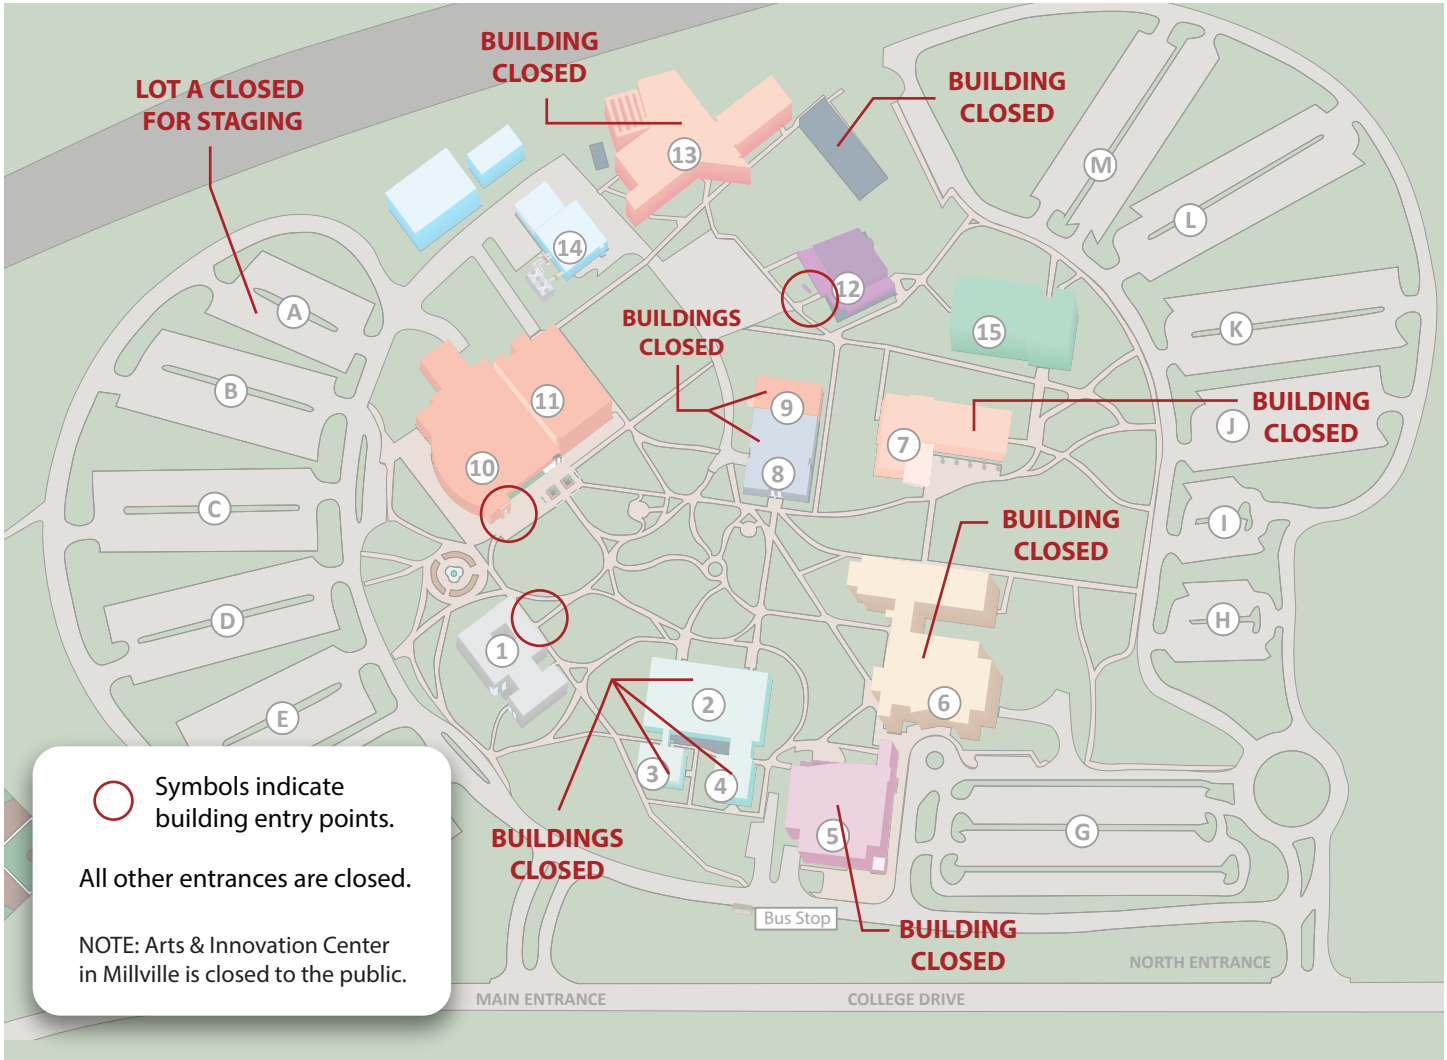 BUILDING
CLOSED
LOT A CLOSED
FOR STAGING
BUILDING
CLOSED
13
M
L
14
12
A
BUILDINGS
CLOSED
15
K
B
11
9
BUILDING
CLOSED
J
7
10
8
C
I
BUILDING
CLOSED
D
H
1
2
6
E
3
4
Symbols indicate
building entry points.
All other entrances are closed.
NOTE: Arts & Innovation Center
in Millville is closed to the public.
G
5
BUILDINGS
CLOSED
Bus Stop
BUILDING
CLOSED
NORTH ENTRANCE
MAIN ENTRANCE
COLLEGE DRIVE